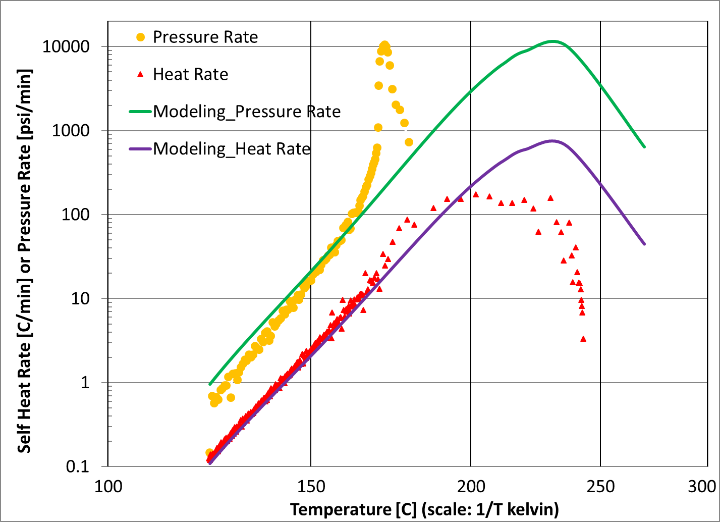 Pressure Rate
Heat Rate
Modeling_Pressure Rate
Modeling_Heat Rate
Self Heat Rate [C/min] or Pressure Rate [psi/min]
10000
1000
100
10
1
0.1
100
150
200
250
300
Temperature [C] (scale: 1/T kelvin)